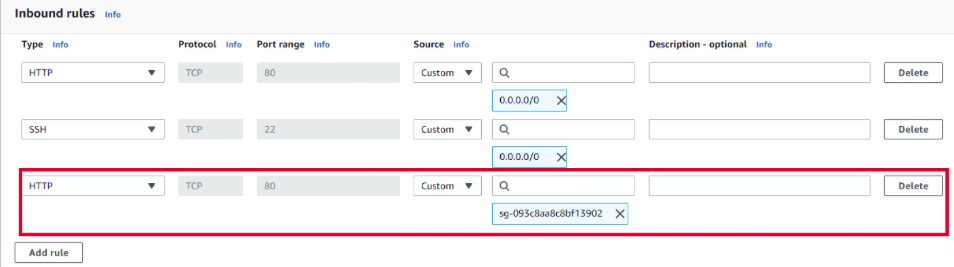 Inbound rules Info
Type Info Protocol Info Port range Info Source Info Description - optional Info
HTTP TCP 80 Custom Delete
0.0.0.0/0
SSH TCP 22 Custom Delete
0.0.0.0/0
HTTP TCP 80 Custom Delete
sg-093c8aa8c8bf13902
Add rule